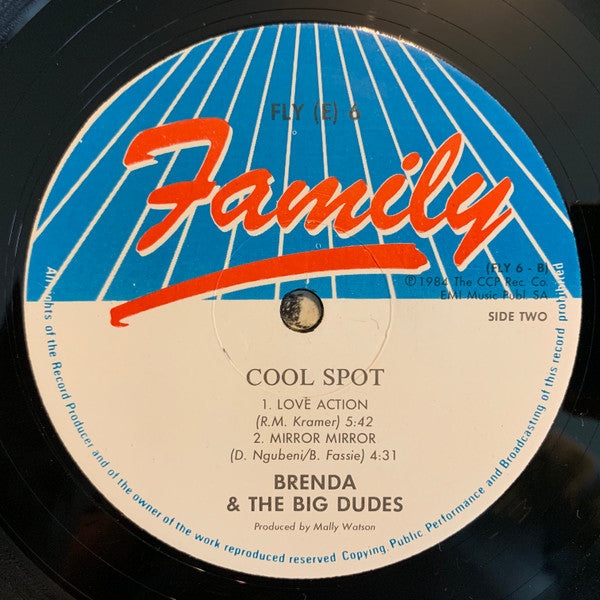 FLY (E) 6
Family
(FLY 6 - B)
Ⓟ1984 The CCP Rec. Co.
EMI Music Publ. SA
SIDE TWO
COOL SPOT
1. LOVE ACTION
(R.M. Kramer) 5:42
2. MIRROR MIRROR
(D. Ngubeni/B. Fassie) 4:31
BRENDA
& THE BIG DUDES
Produced by Mally Watson
All rights of the Record Producer and of the owner of the work reproduced reserved Copying, Public Performance and Broadcasting of this record prohibited